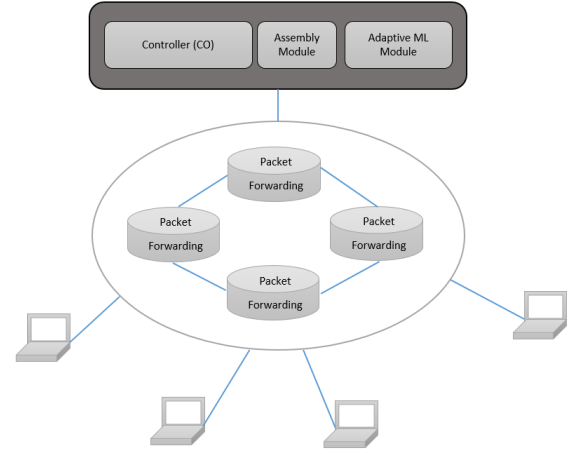 Controller (CO)
Assembly
Module
Adaptive ML
Module
Packet
Forwarding
Packet
Forwarding
Packet
Forwarding
Packet
Forwarding